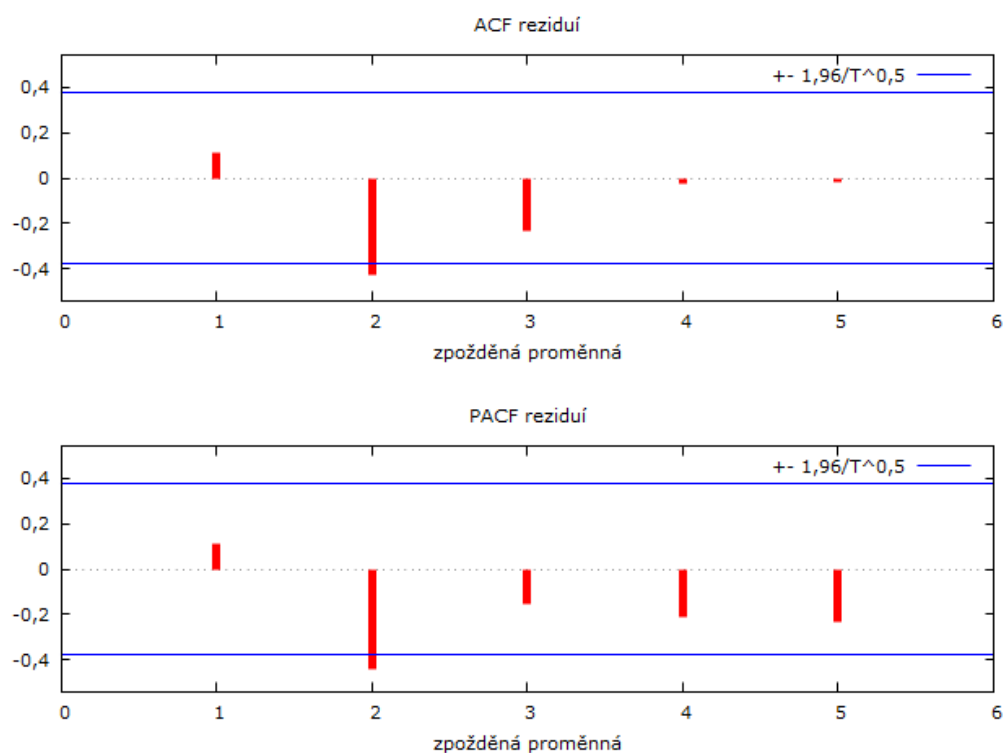 ACF reziduí
+- 1,96/T^0,5
0,4
0,2
0
-0,2
-0,4
0 1 2 3 4 5 6
zpožděná proměnná
PACF reziduí
+- 1,96/T^0,5
0,4
0,2
0
-0,2
-0,4
0 1 2 3 4 5 6
zpožděná proměnná